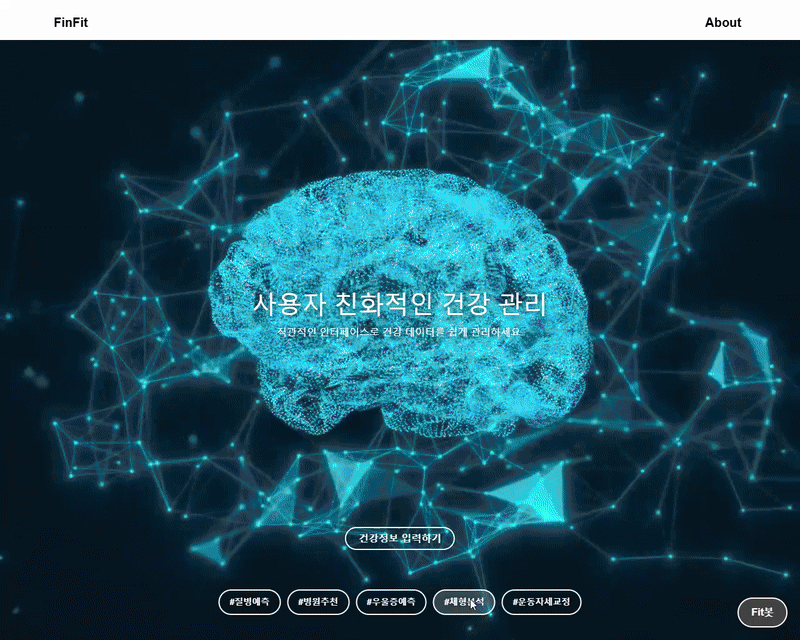 FinFit
About
사용자 친화적인 건강 관리
직관적인 인터페이스로 건강 데이터를 쉽게 관리하세요
건강정보 입력하기
#질병예측
#병원추천
#우울증예측
#체형분석
#운동자세교정
Fit봇